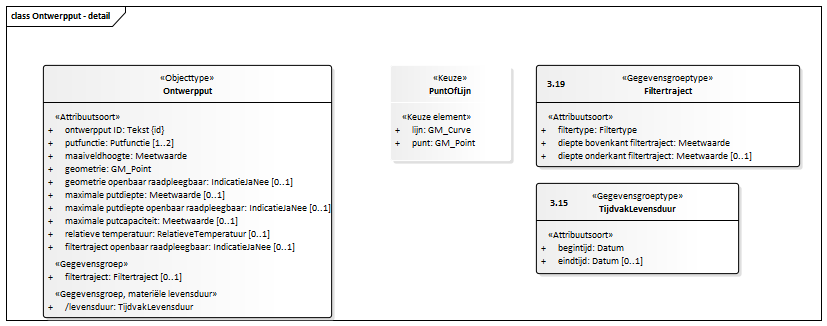 class Ontwerpput - detail
«Objecttype»
Ontwerpput
«Attribuutsoort»
+ ontwerpput ID: Tekst {id}
+ putfunctie: Putfunctie [1..2]
+ maaiveldhoogte: Meetwaarde
+ geometrie: GM_Point
+ geometrie openbaar raadpleegbaar: IndicatieJaNee [0..1]
+ maximale putdiepte: Meetwaarde [0..1]
+ maximale putdiepte openbaar raadpleegbaar: IndicatieJaNee [0..1]
+ maximale putcapaciteit: Meetwaarde [0..1]
+ relatieve temperatuur: RelatieveTemperatuur [0..1]
+ filtertraject openbaar raadpleegbaar: IndicatieJaNee [0..1]
«Gegevensgroep»
+ filtertraject: Filtertraject [0..1]
«Gegevensgroep, materiële levensduur»
+ /levensduur: TijdvakLevensduur
«Keuze»
PuntOfLijn
«Keuze element»
+ lijn: GM_Curve
+ punt: GM_Point
3.19
«Gegevensgroeptype»
Filtertraject
«Attribuutsoort»
+ filtertype: Filtertype
+ diepte bovenkant filtertraject: Meetwaarde
+ diepte onderkant filtertraject: Meetwaarde [0..1]
3.15
«Gegevensgroeptype»
TijdvakLevensduur
«Attribuutsoort»
+ begintijd: Datum
+ eindtijd: Datum [0..1]